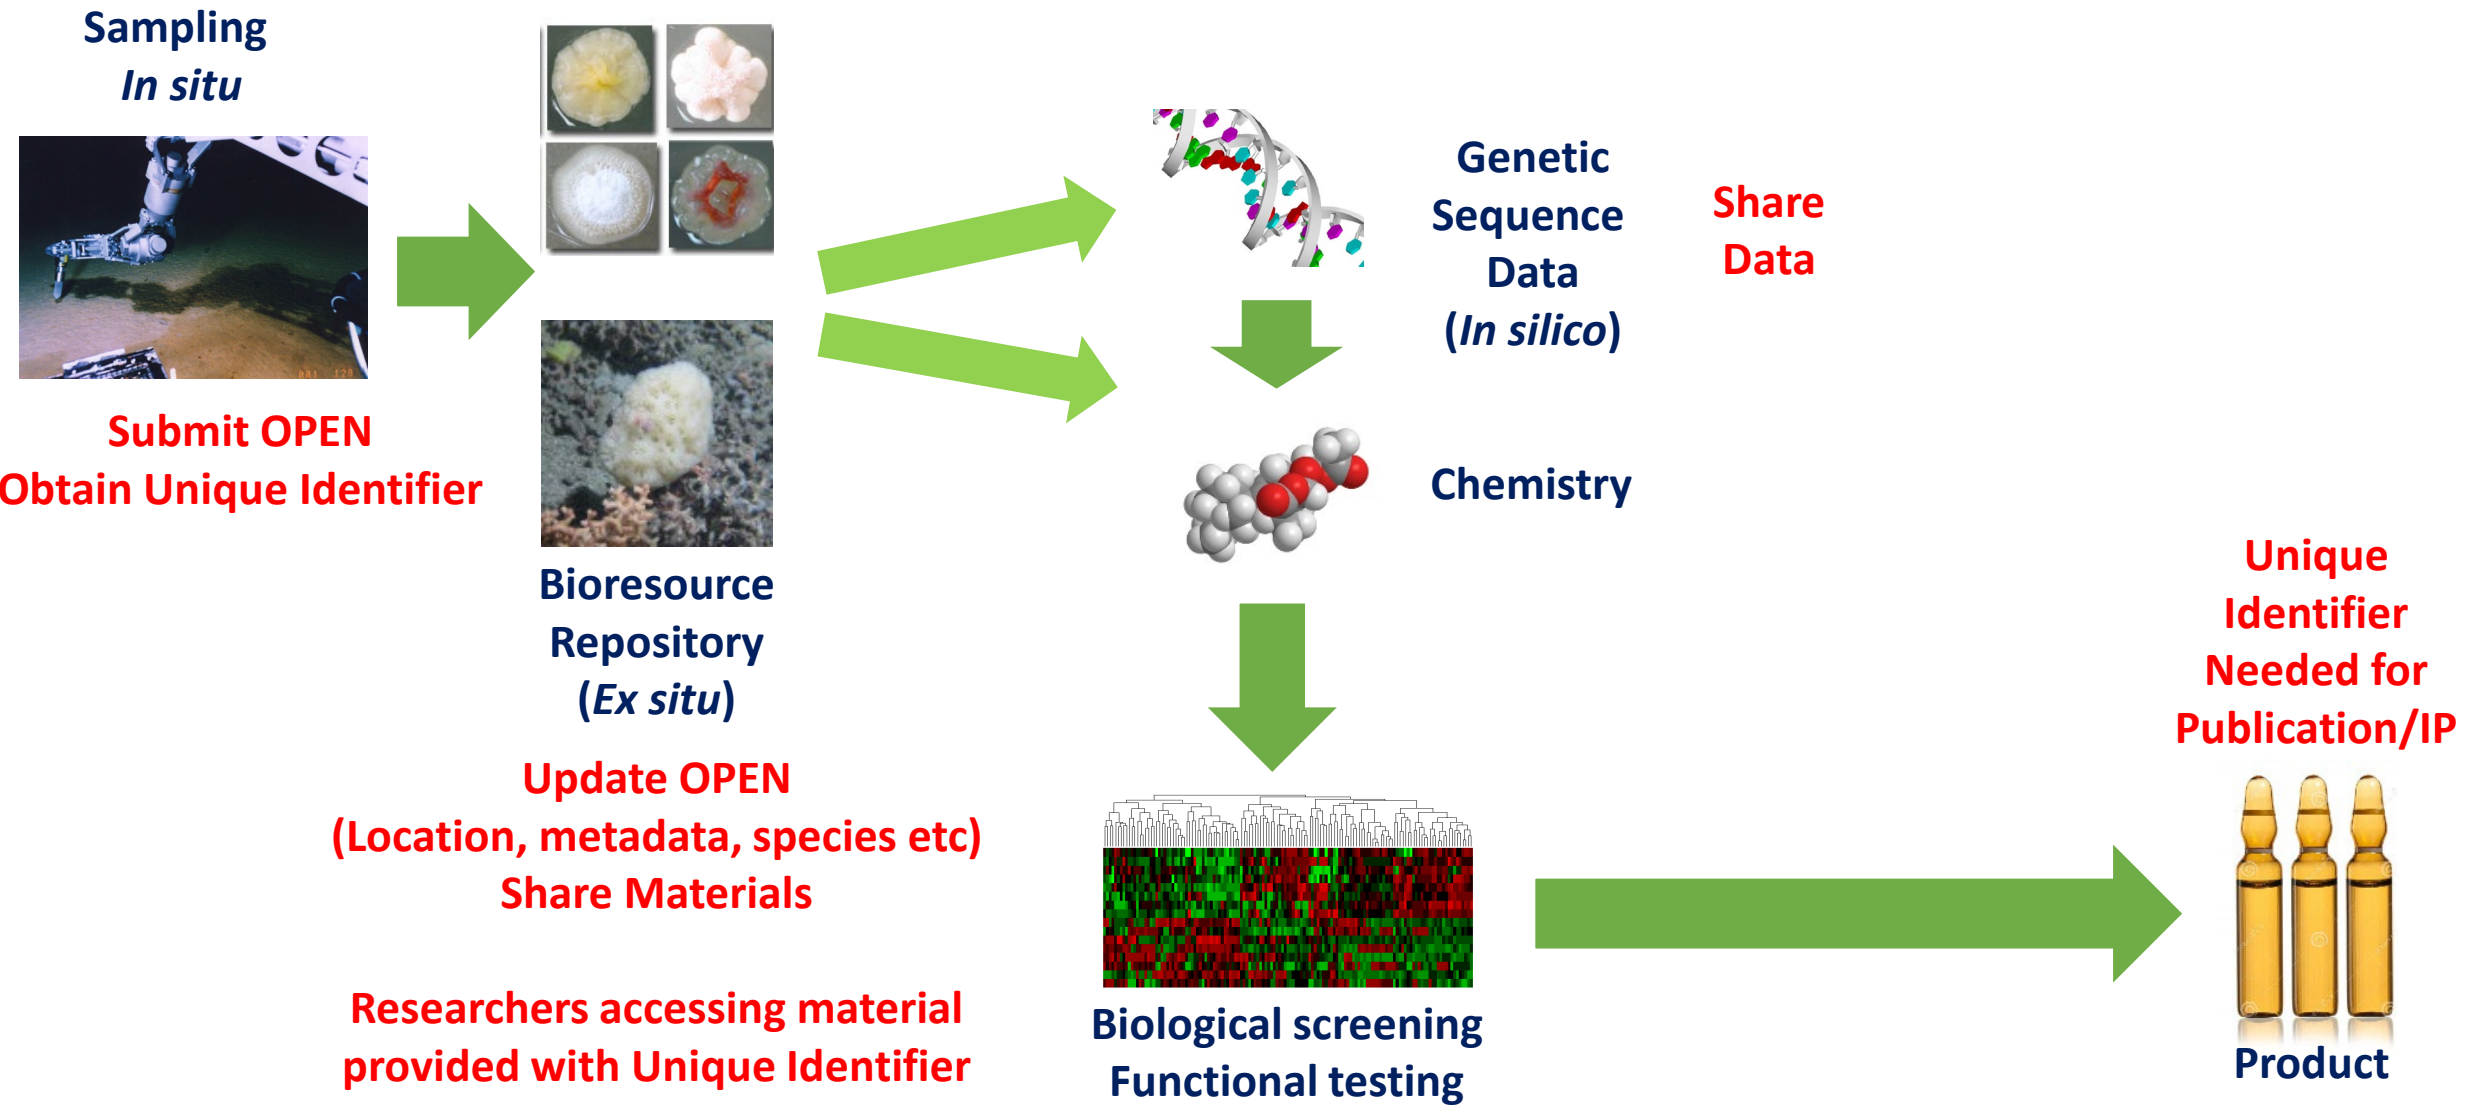 Sampling
In situ
Submit OPEN
Obtain Unique Identifier
Bioresource
Repository
(Ex situ)
Update OPEN
(Location, metadata, species etc)
Share Materials
Researchers accessing material
provided with Unique Identifier
Genetic
Sequence
Data
(In silico)
Share
Data
Chemistry
Biological screening
Functional testing
Unique
Identifier
Needed for
Publication/IP
Product